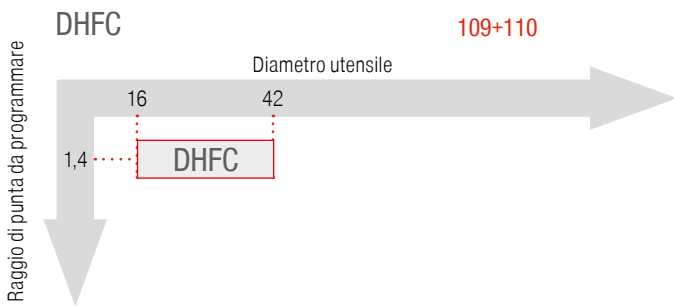 DHFC
109+110
Diametro utensile
16
42
Raggio di punta da programmare
1,4
DHFC